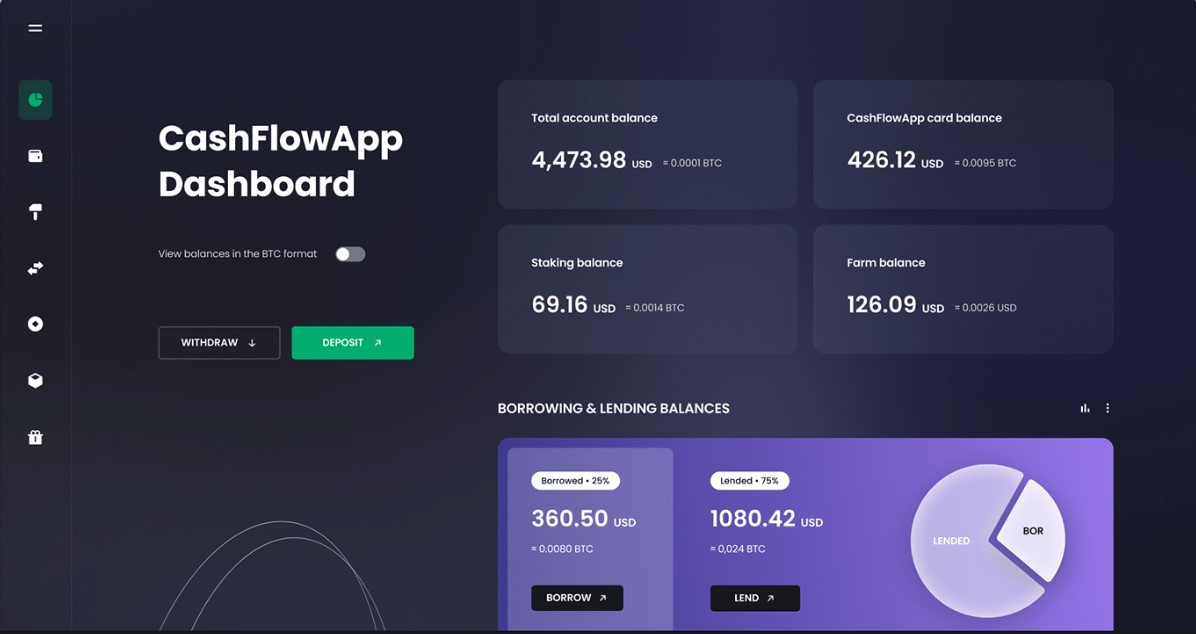 CashFlowApp
Dashboard
View balances in the BTC format
WITHDRAW
DEPOSIT
Total account balance
4,473.98 USD ≈ 0.0001 BTC
CashFlowApp card balance
426.12 USD ≈ 0.0095 BTC
Staking balance
69.16 USD ≈ 0.0014 BTC
Farm balance
126.09 USD ≈ 0.0026 USD
BORROWING & LENDING BALANCES
Borrowed • 25%
360.50 USD
≈ 0.0080 BTC
BORROW
Lended • 75%
1080.42 USD
≈ 0,024 BTC
LEND
LENDED
BOR